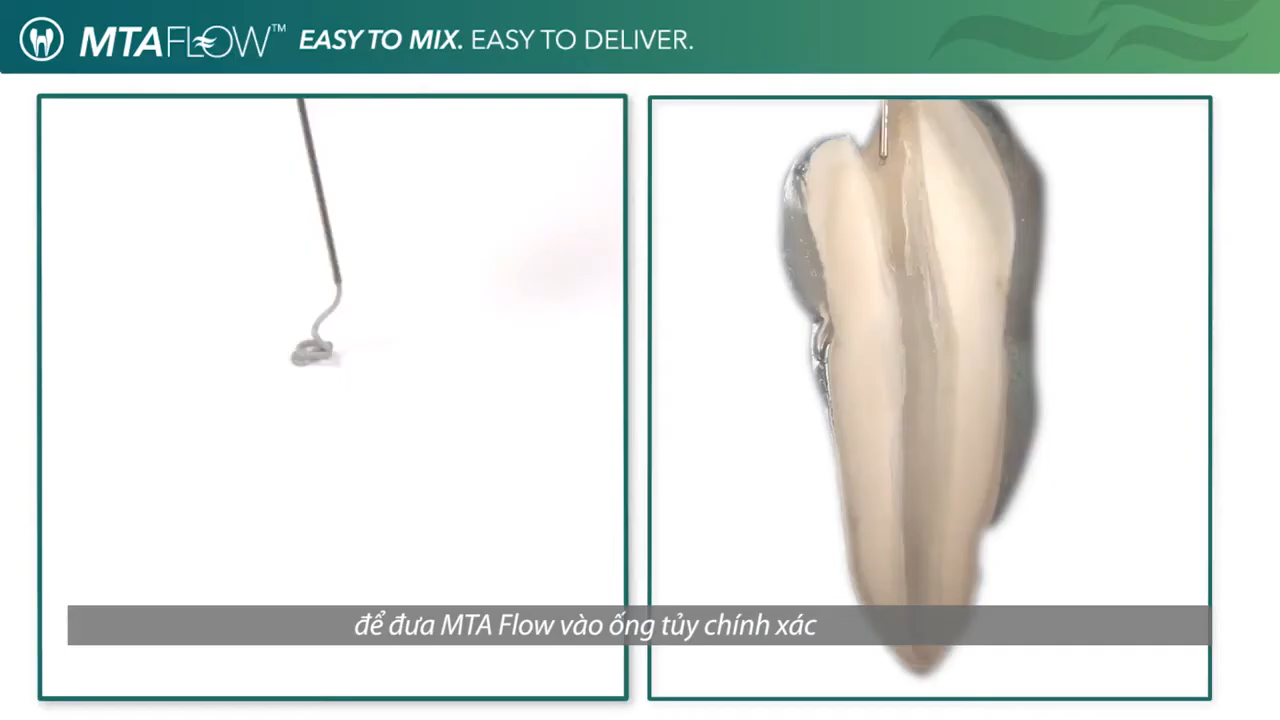 MTAFLOW™ EASY TO MIX. EASY TO DELIVER.
để đưa MTA Flow vào ống tủy chính xác